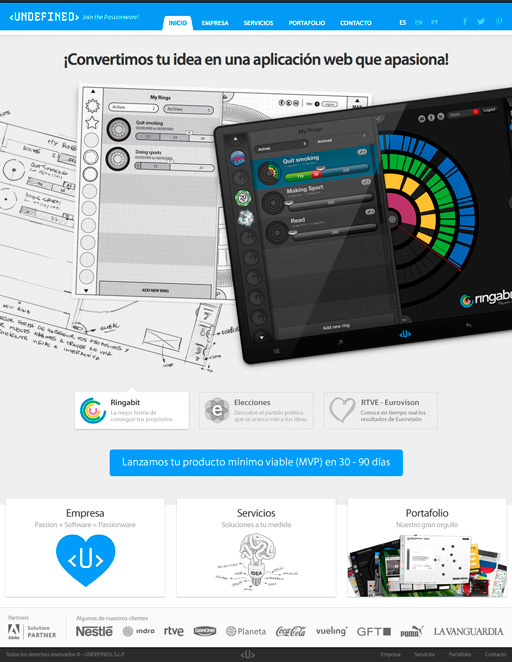 <UNDEFINED>
Join the Passionware!
INICIO EMPRESA SERVICIOS PORTAFOLIO CONTACTO
ES EN PT
¡Convertimos tu idea en una aplicación web que apasiona!
My Rings
Actives
Archives
Logout
Quit smoking
Doing sports
ADD NEW RING
My Rings
Actives
Archived
Logout
Quit smoking
Making Sport
Read
Add new ring
ringabit
<U>
Ringabit
La mejor forma de
conseguir tus propósitos
Elecciones
Descubre el partido político
que se acerca más a tus ideas
RTVE - Eurovison
Conoce en tiempo real los
resultados de Eurovisión
Lanzamos tu producto mínimo viable (MVP) en 30 - 90 días
Empresa
Passion + Software = Passionware
<U>
Servicios
Soluciones a tu medida
IDEA
Portafolio
Nuestro gran orgullo
Partners
Adobe
Solution
PARTNER
Algunos de nuestros clientes
Nestlē
indra
rtve
DANONE
Planeta
Coca-Cola
vueling
GFT
PUMA
LA VANGUARDIA
Todos los derechos reservados © - UNDEFINED, S.L.P
<U>
Empresa Servicios Portafolio Contacto